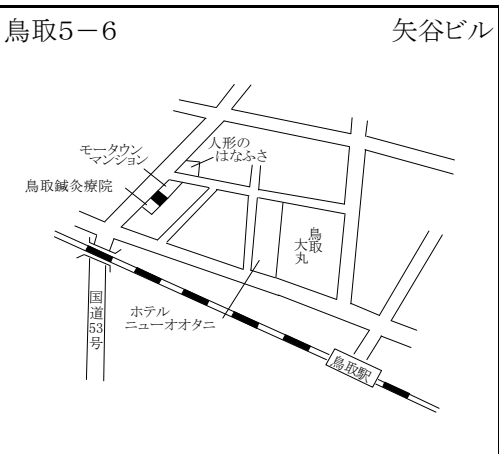 鳥取5－6
矢谷ビル
人形の
はなふさ
モータウン
マンション
鳥取鍼灸療院
鳥取
大丸
国道53号
ホテル
ニューオオタニ
鳥取駅